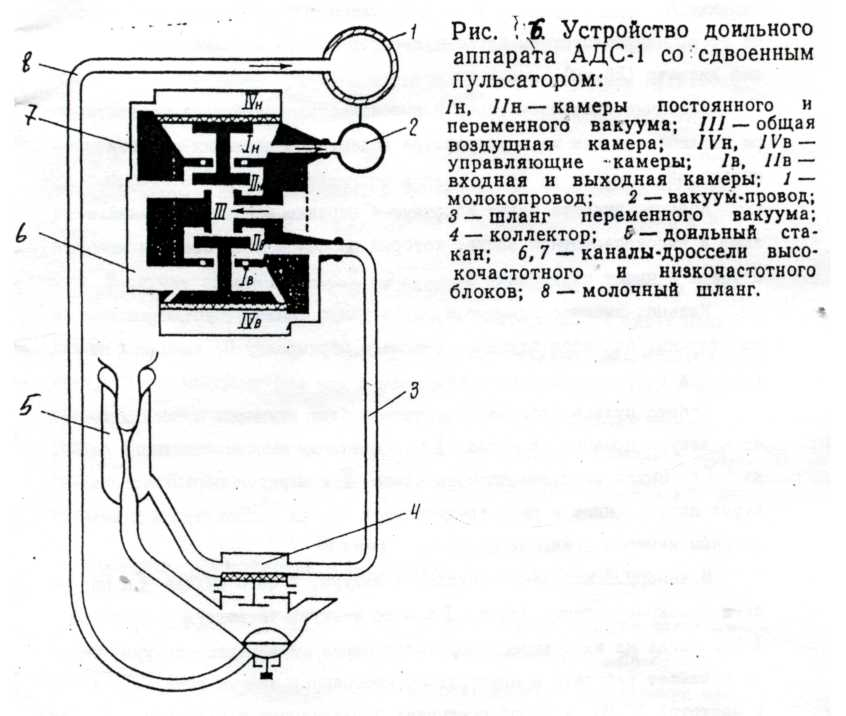 Рис. 6. Устройство доильного
аппарата АДС-1 со сдвоенным
пульсатором:
Iн, IIн — камеры постоянного и
переменного вакуума; III — общая
воздушная камера; IVн, IVв —
управляющие камеры; Iв, IIв —
входная и выходная камеры; 1 —
молокопровод; 2 — вакуум-провод;
3 — шланг переменного вакуума;
4 — коллектор; 5 — доильный ста-
кан; 6, 7 — каналы-дроссели высо-
кочастотного и низкочастотного
блоков; 8 — молочный шланг.
8
1
7
IVн
Iн
2
IIн
III
6
IIв
Iв
IVв
3
5
4